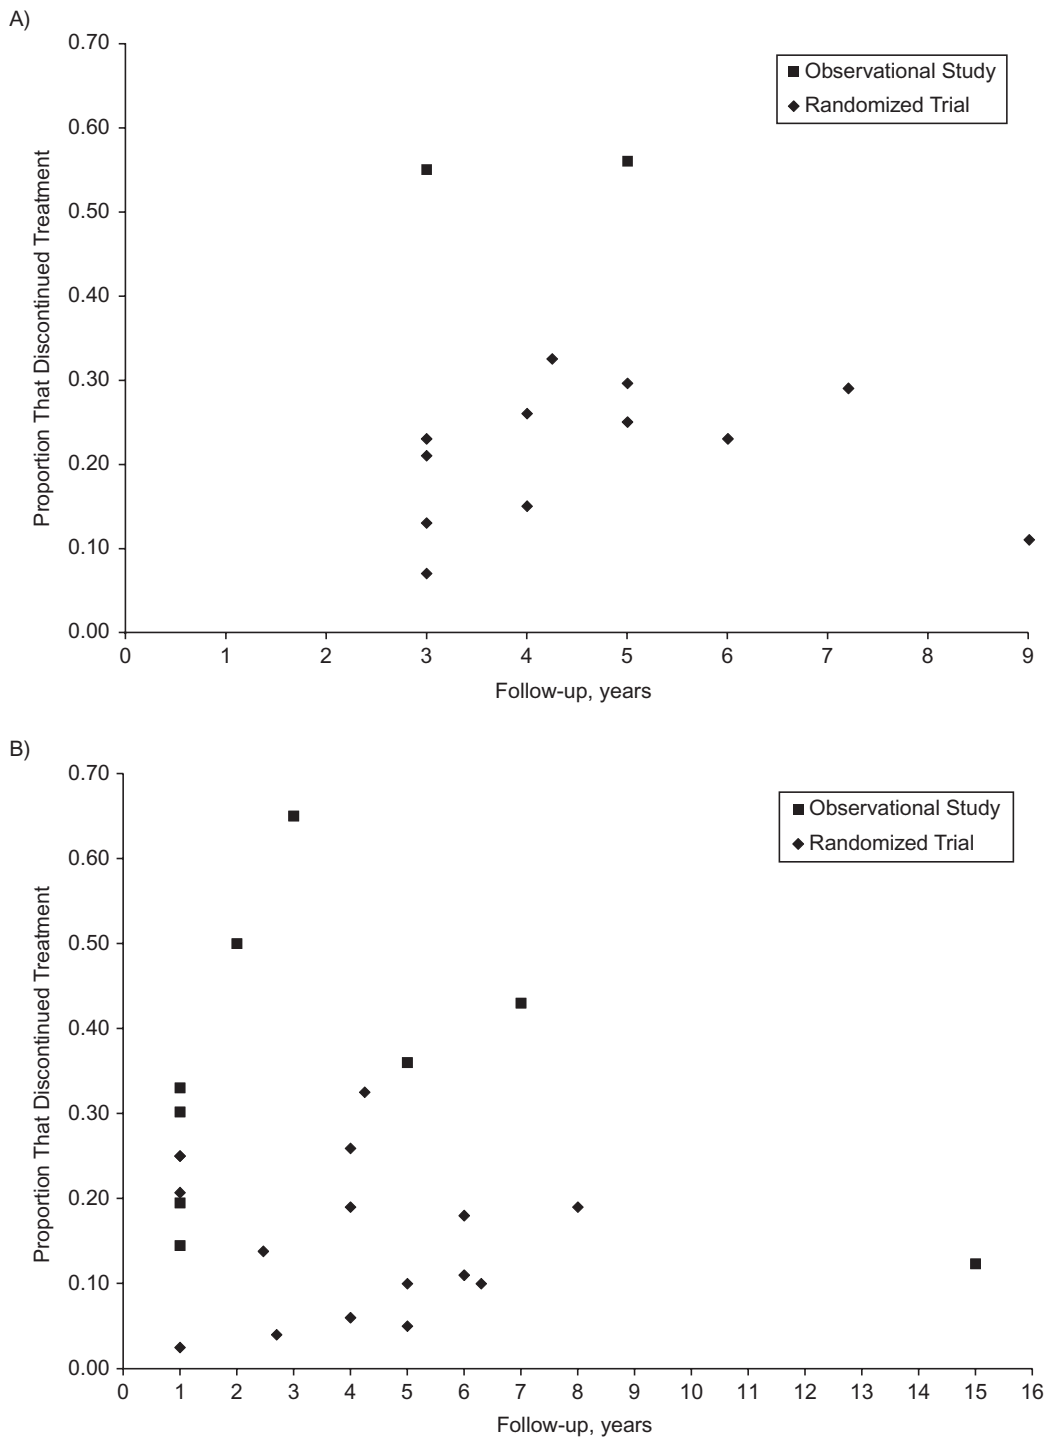 A)
0.70
0.60
0.50
0.40
0.30
0.20
0.10
0.00
Proportion That Discontinued Treatment
Observational Study
Randomized Trial
0 1 2 3 4 5 6 7 8 9
Follow-up, years
B)
0.70
0.60
0.50
0.40
0.30
0.20
0.10
0.00
Proportion That Discontinued Treatment
Observational Study
Randomized Trial
0 1 2 3 4 5 6 7 8 9 10 11 12 13 14 15 16
Follow-up, years